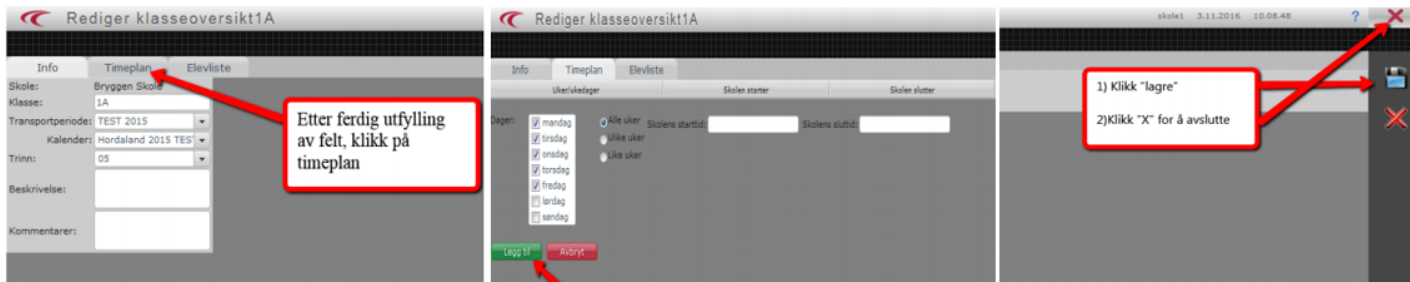 Rediger klasseoversikt1A
Info Timeplan Elevliste
Skole: Bryggen Skole
Klasse: 1A
Transportperiode: TEST 2015
Kalender: Hordaland 2015 TES
Trinn: 05
Beskrivelse:
Kommentarer:
Etter ferdig utfylling
av felt, klikk på
timeplan
Rediger klasseoversikt1A
Info Timeplan Elevliste
Uker/ukedager Skolen starter Skolen slutter
Dager: mandag Alle uker Skolens starttid: Skolens sluttid:
tirsdag Ulike uker
onsdag Like uker
torsdag
fredag
lørdag
søndag
Legg til Avbryt
skole1 3.11.2016 10.08.48 ?
1) Klikk "lagre"
2)Klikk "X" for å avslutte